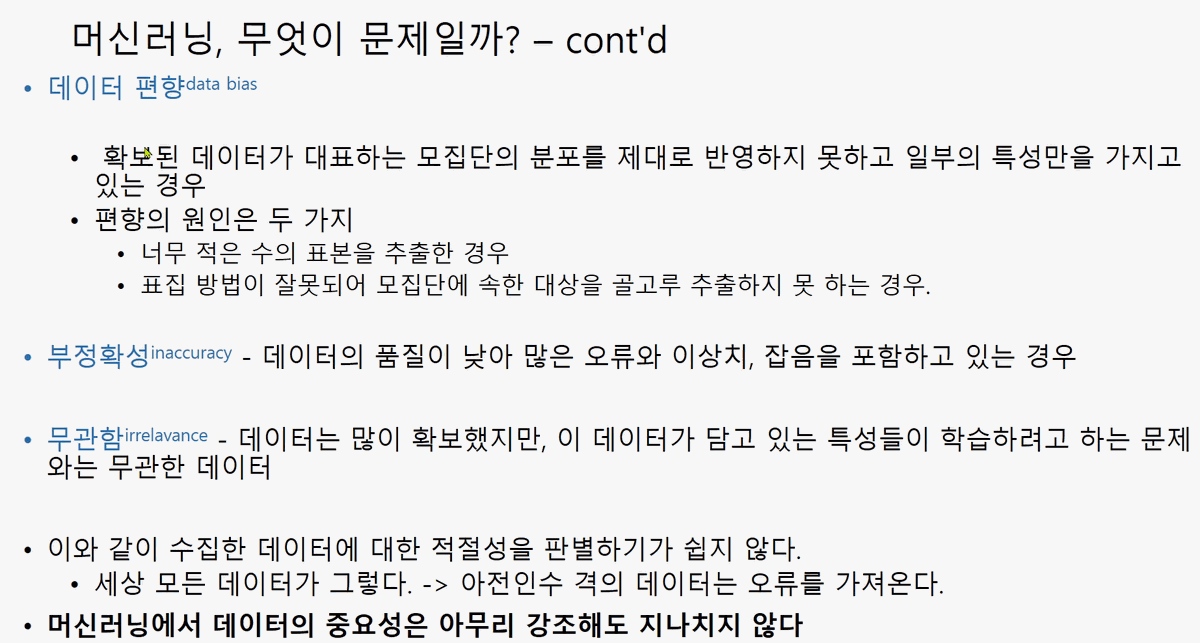 머신러닝, 무엇이 문제일까? – cont'd
• 데이터 편향data bias
• 확보된 데이터가 대표하는 모집단의 분포를 제대로 반영하지 못하고 일부의 특성만을 가지고
있는 경우
• 편향의 원인은 두 가지
• 너무 적은 수의 표본을 추출한 경우
• 표집 방법이 잘못되어 모집단에 속한 대상을 골고루 추출하지 못 하는 경우.
• 부정확성inaccuracy - 데이터의 품질이 낮아 많은 오류와 이상치, 잡음을 포함하고 있는 경우
• 무관함irrelavance - 데이터는 많이 확보했지만, 이 데이터가 담고 있는 특성들이 학습하려고 하는 문제
와는 무관한 데이터
• 이와 같이 수집한 데이터에 대한 적절성을 판별하기가 쉽지 않다.
• 세상 모든 데이터가 그렇다. -> 아전인수 격의 데이터는 오류를 가져온다.
• 머신러닝에서 데이터의 중요성은 아무리 강조해도 지나치지 않다